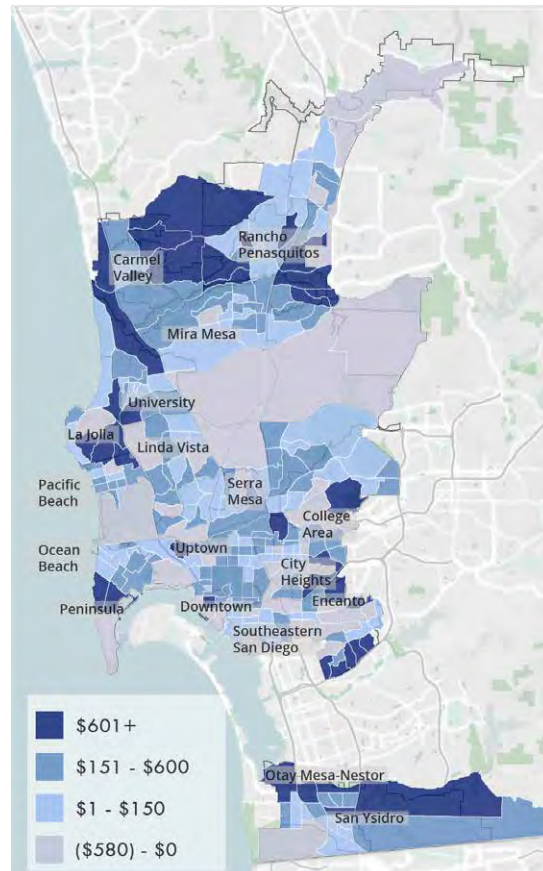 Rancho
Penasquitos
Carmel
Valley
Mira Mesa
University
La Jolla
Linda Vista
Pacific
Beach
Serra
Mesa
College
Area
Ocean
Beach
Uptown
City
Heights
Peninsula
Downtown
Encanto
Southeastern
San Diego
$601+
$151 - $600
$1 - $150
($580) - $0
Otay Mesa-Nestor
San Ysidro